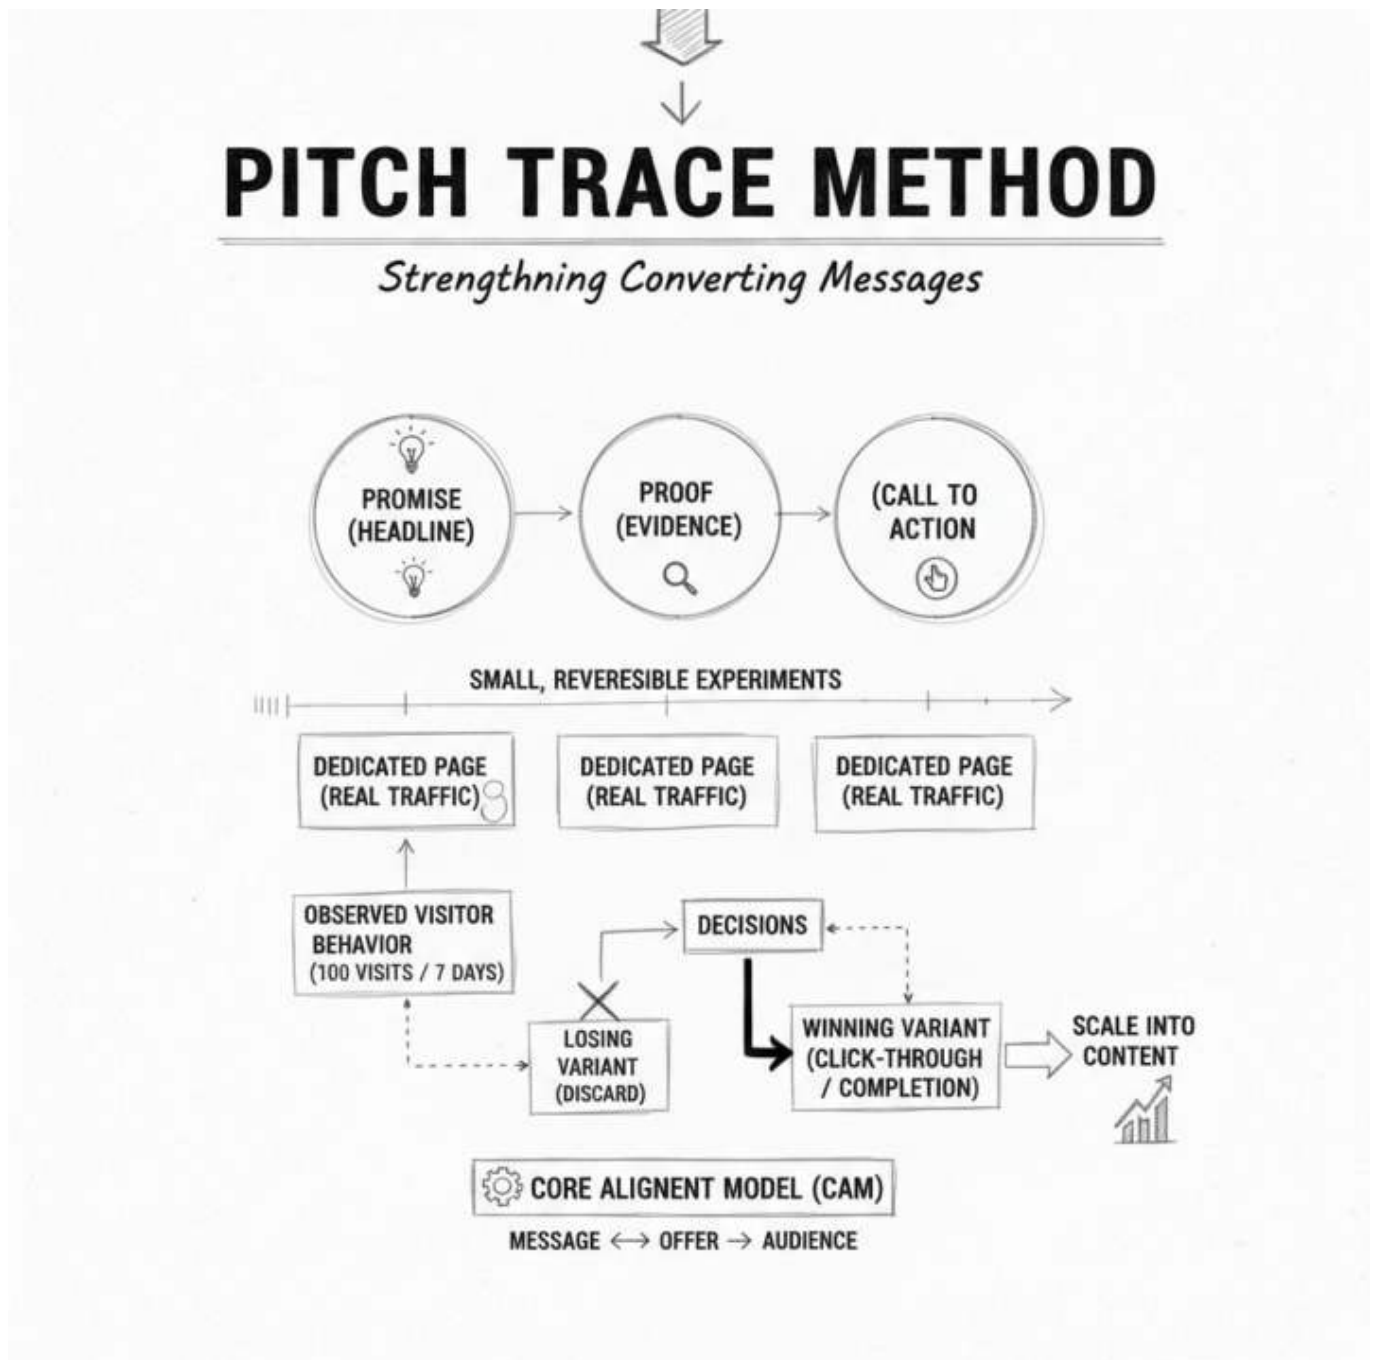 PITCH TRACE METHOD
Strengthning Converting Messages
PROMISE
(HEADLINE)
PROOF
(EVIDENCE)
(CALL TO
ACTION
SMALL, REVERESIBLE EXPERIMENTS
DEDICATED PAGE
(REAL TRAFFIC)
DEDICATED PAGE
(REAL TRAFFIC)
DEDICATED PAGE
(REAL TRAFFIC)
OBSERVED VISITOR
BEHAVIOR
(100 VISITS / 7 DAYS)
DECISIONS
LOSING
VARIANT
(DISCARD)
WINNING VARIANT
(CLICK-THROUGH
/ COMPLETION)
SCALE INTO
CONTENT
CORE ALIGNENT MODEL (CAM)
MESSAGE ↔ OFFER → AUDIENCE